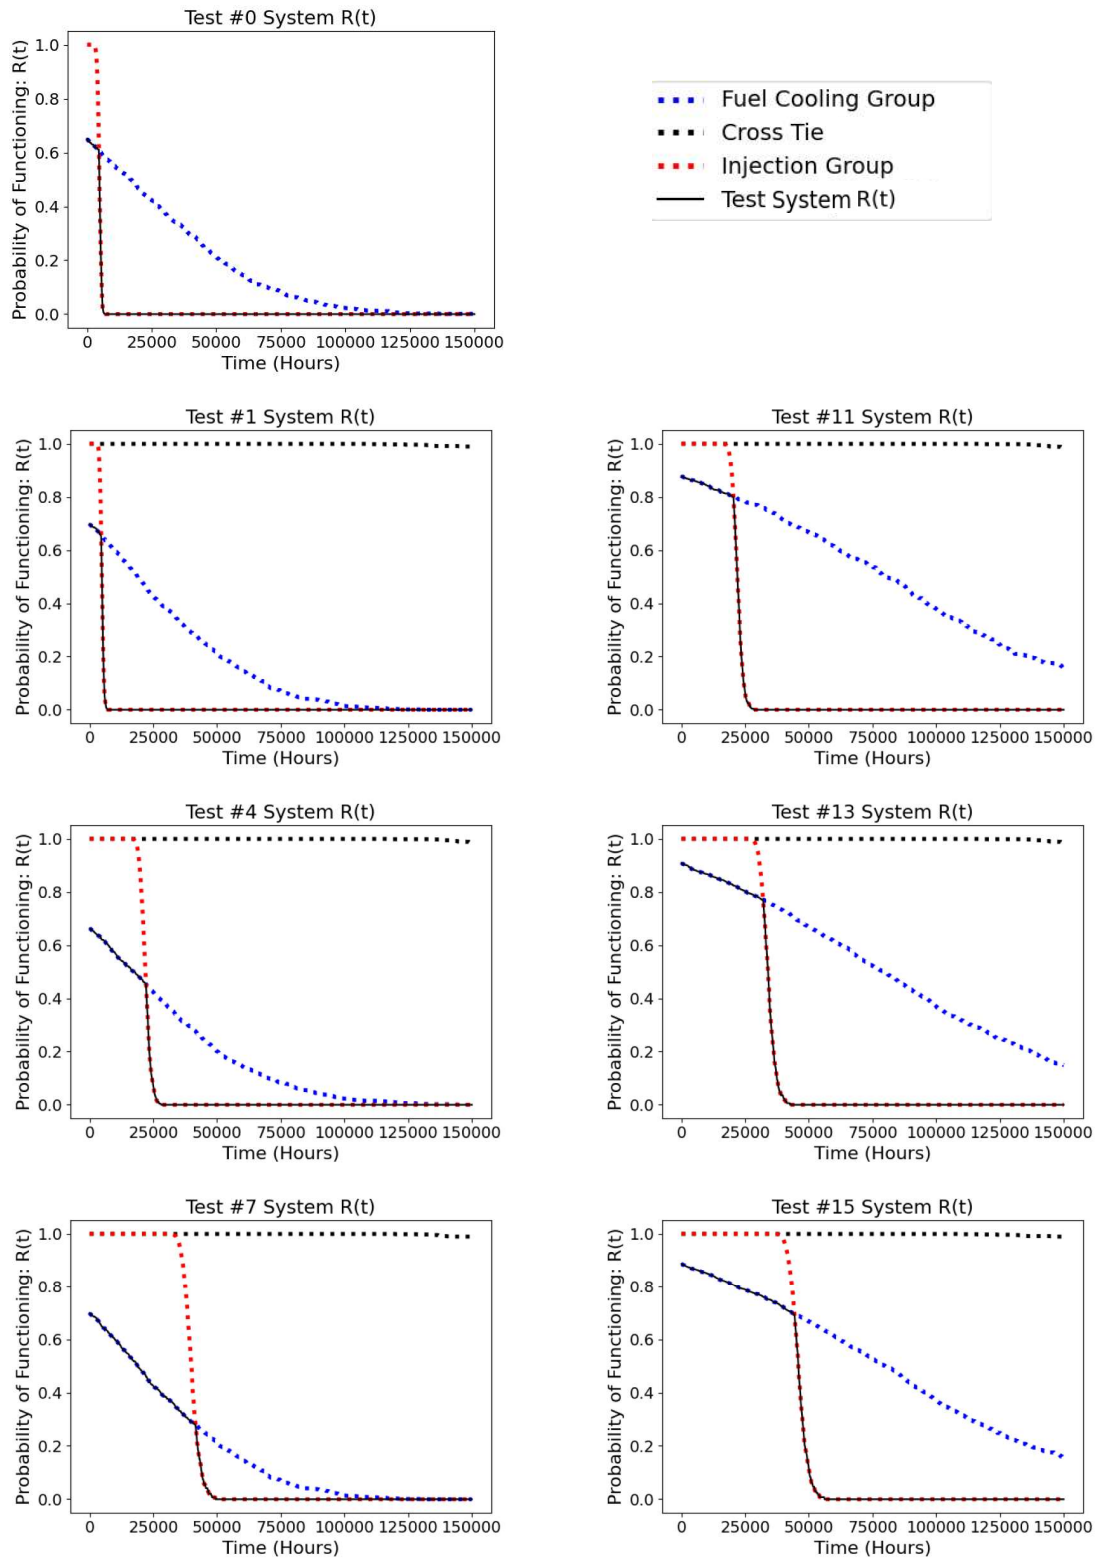 Test #0 System R(t)
Probability of Functioning: R(t)
1.0
0.8
0.6
0.4
0.2
0.0
0 25000 50000 75000 100000 125000 150000
Time (Hours)
Fuel Cooling Group
Cross Tie
Injection Group
Test System R(t)
Test #1 System R(t)
Probability of Functioning: R(t)
1.0
0.8
0.6
0.4
0.2
0.0
0 25000 50000 75000 100000 125000 150000
Time (Hours)
Test #11 System R(t)
Probability of Functioning: R(t)
1.0
0.8
0.6
0.4
0.2
0.0
0 25000 50000 75000 100000 125000 150000
Time (Hours)
Test #4 System R(t)
Probability of Functioning: R(t)
1.0
0.8
0.6
0.4
0.2
0.0
0 25000 50000 75000 100000 125000 150000
Time (Hours)
Test #13 System R(t)
Probability of Functioning: R(t)
1.0
0.8
0.6
0.4
0.2
0.0
0 25000 50000 75000 100000 125000 150000
Time (Hours)
Test #7 System R(t)
Probability of Functioning: R(t)
1.0
0.8
0.6
0.4
0.2
0.0
0 25000 50000 75000 100000 125000 150000
Time (Hours)
Test #15 System R(t)
Probability of Functioning: R(t)
1.0
0.8
0.6
0.4
0.2
0.0
0 25000 50000 75000 100000 125000 150000
Time (Hours)